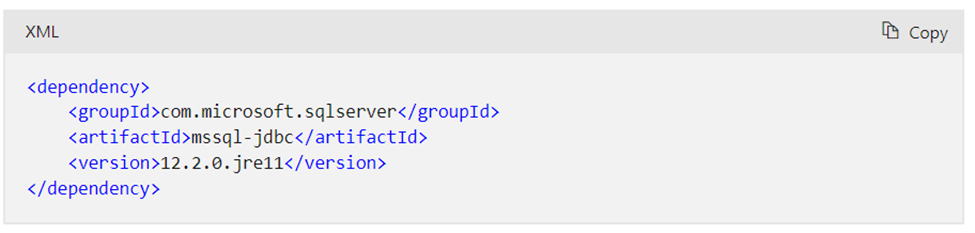 XML Copy
<dependency>
    <groupId>com.microsoft.sqlserver</groupId>
    <artifactId>mssql-jdbc</artifactId>
    <version>12.2.0.jre11</version>
</dependency>